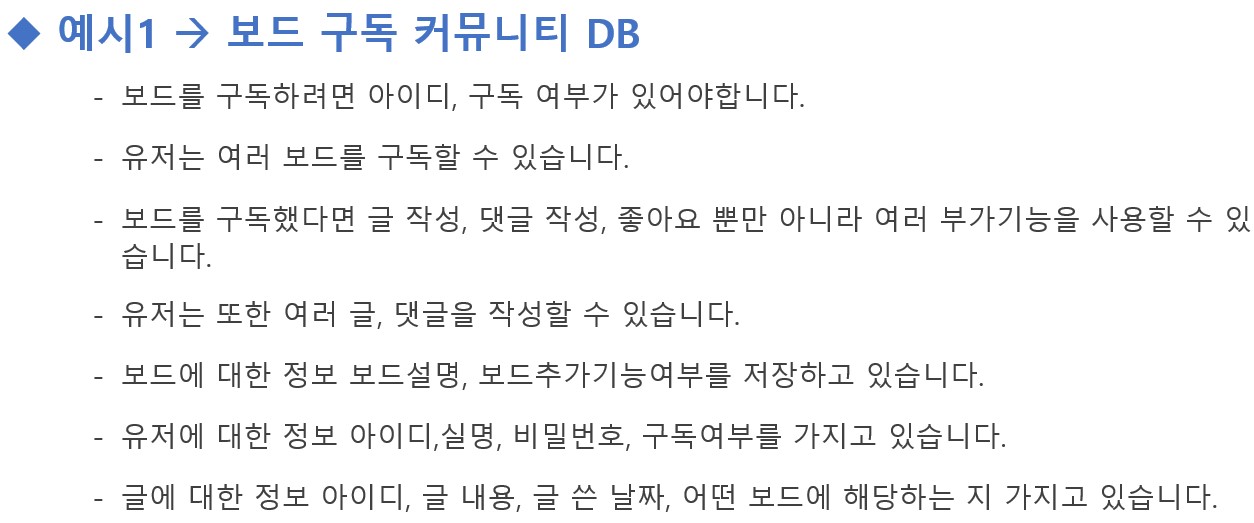 ◆ 예시1 → 보드 구독 커뮤니티 DB
- 보드를 구독하려면 아이디, 구독 여부가 있어야합니다.
- 유저는 여러 보드를 구독할 수 있습니다.
- 보드를 구독했다면 글 작성, 댓글 작성, 좋아요 뿐만 아니라 여러 부가기능을 사용할 수 있
습니다.
- 유저는 또한 여러 글, 댓글을 작성할 수 있습니다.
- 보드에 대한 정보 보드설명, 보드추가기능여부를 저장하고 있습니다.
- 유저에 대한 정보 아이디,실명, 비밀번호, 구독여부를 가지고 있습니다.
- 글에 대한 정보 아이디, 글 내용, 글 쓴 날짜, 어떤 보드에 해당하는 지 가지고 있습니다.